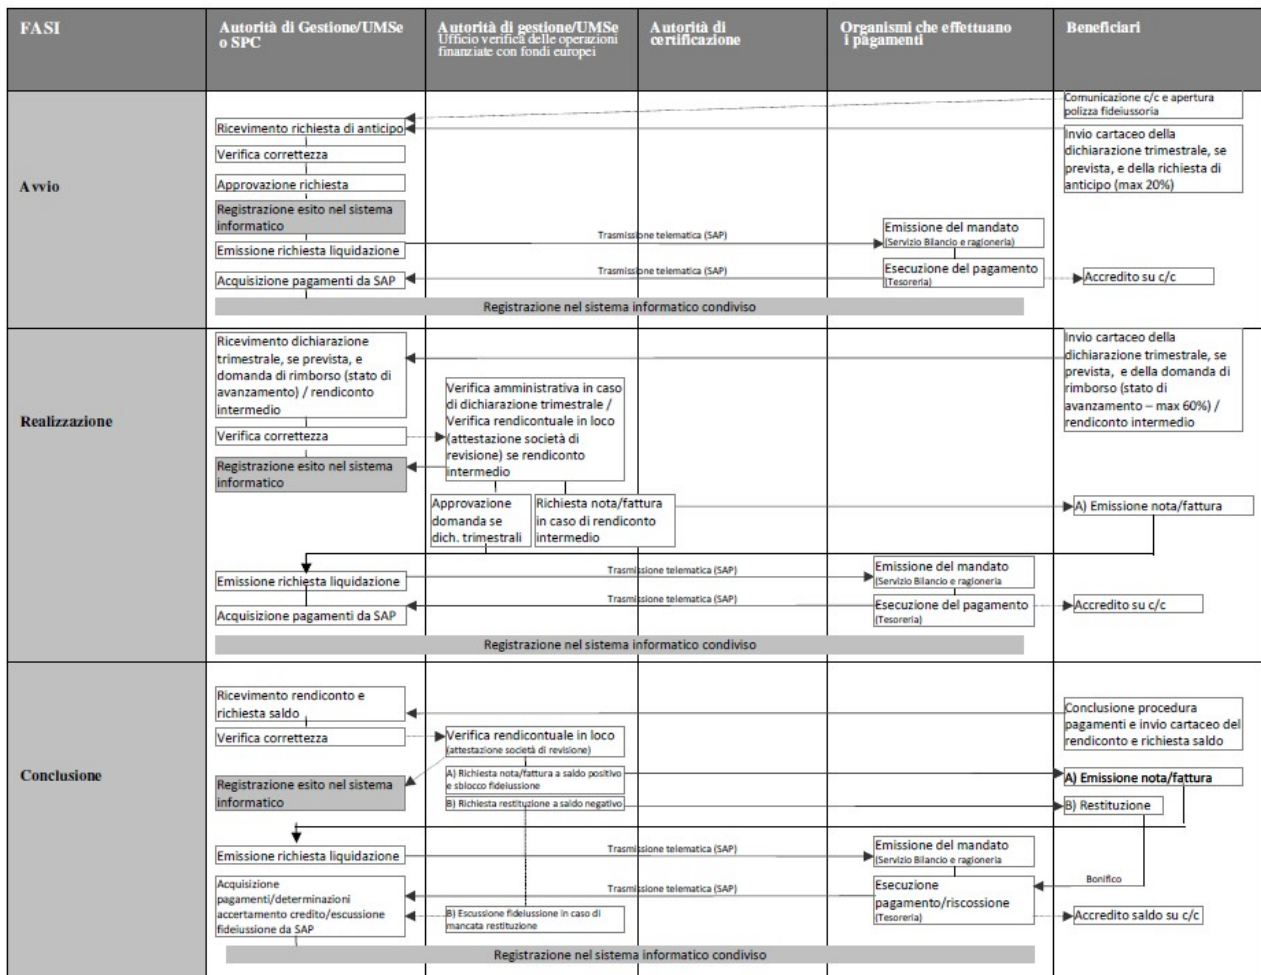 FASI
Autorità di Gestione/UMSe
o SPC
Autorità di gestione/UMSe
Ufficio verifica delle operazioni
finanziate con fondi europei
Autorità di
certificazione
Organismi che effettuano
i pagamenti
Beneficiari
Avvio
Comunicazione c/c e apertura
polizza fideiussoria
Ricevimento richiesta di anticipo
Invio cartaceo della
dichiarazione trimestrale, se
prevista, e della richiesta di
anticipo (max 20%)
Verifica correttezza
Approvazione richiesta
Registrazione esito nel sistema
informatico
Emissione richiesta liquidazione
Trasmissione telematica (SAP)
Emissione del mandato
(Servizio Bilancio e ragioneria)
Acquisizione pagamenti da SAP
Trasmissione telematica (SAP)
Esecuzione del pagamento
(Tesoreria)
Accredito su c/c
Registrazione nel sistema informatico condiviso
Realizzazione
Ricevimento dichiarazione
trimestrale, se prevista, e
domanda di rimborso (stato di
avanzamento) / rendiconto
intermedio
Invio cartaceo della
dichiarazione trimestrale, se
prevista, e della domanda di
rimborso (stato di
avanzamento – max 60%) /
rendiconto intermedio
Verifica correttezza
Verifica amministrativa in caso
di dichiarazione trimestrale /
Verifica rendicontuale in loco
(attestazione società di
revisione) se rendiconto
intermedio
Registrazione esito nel sistema
informatico
Approvazione
domanda se
dich. trimestrali
Richiesta nota/fattura
in caso di rendiconto
intermedio
A) Emissione nota/fattura
Emissione richiesta liquidazione
Trasmissione telematica (SAP)
Emissione del mandato
(Servizio Bilancio e ragioneria
Acquisizione pagamenti da SAP
Trasmissione telematica (SAP)
Esecuzione del pagamento
(Tesoreria)
Accredito su c/c
Registrazione nel sistema informatico condiviso
Conclusione
Ricevimento rendiconto e
richiesta saldo
Conclusione procedura
pagamenti e invio cartaceo del
rendiconto e richiesta saldo
Verifica correttezza
Verifica rendicontuale in loco
(attestazione società di revisione)
Registrazione esito nel sistema
informatico
A) Richiesta nota/fattura a saldo positivo
e sblocco fideiussione
A) Emissione nota/fattura
B) Richiesta restituzione a saldo negativo
B) Restituzione
Emissione richiesta liquidazione
Trasmissione telematica (SAP)
Emissione del mandato
(Servizio Bilancio e ragioneria
Acquisizione
pagamenti/determinazioni
accertamento credito/escussione
fideiussione da SAP
Trasmissione telematica (SAP)
Esecuzione
pagamento/riscossione
(Tesoreria)
Bonifico
B) Escussione fideiussione in caso di
mancata restituzione
Accredito saldo su c/c
Registrazione nel sistema informatico condiviso